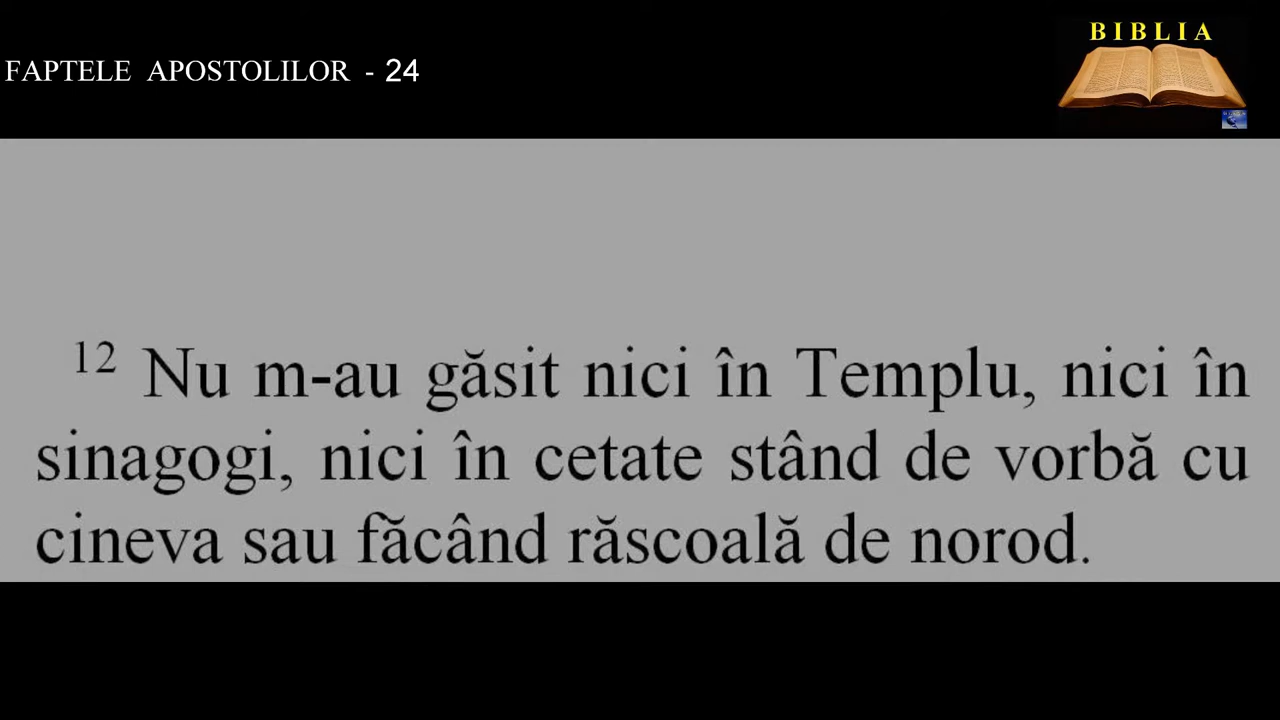 BIBLIA
FAPTELE APOSTOLILOR - 24
12 Nu m-au găsit nici în Templu, nici în
sinagogi, nici în cetate stând de vorbă cu
cineva sau făcând răscoală de norod.